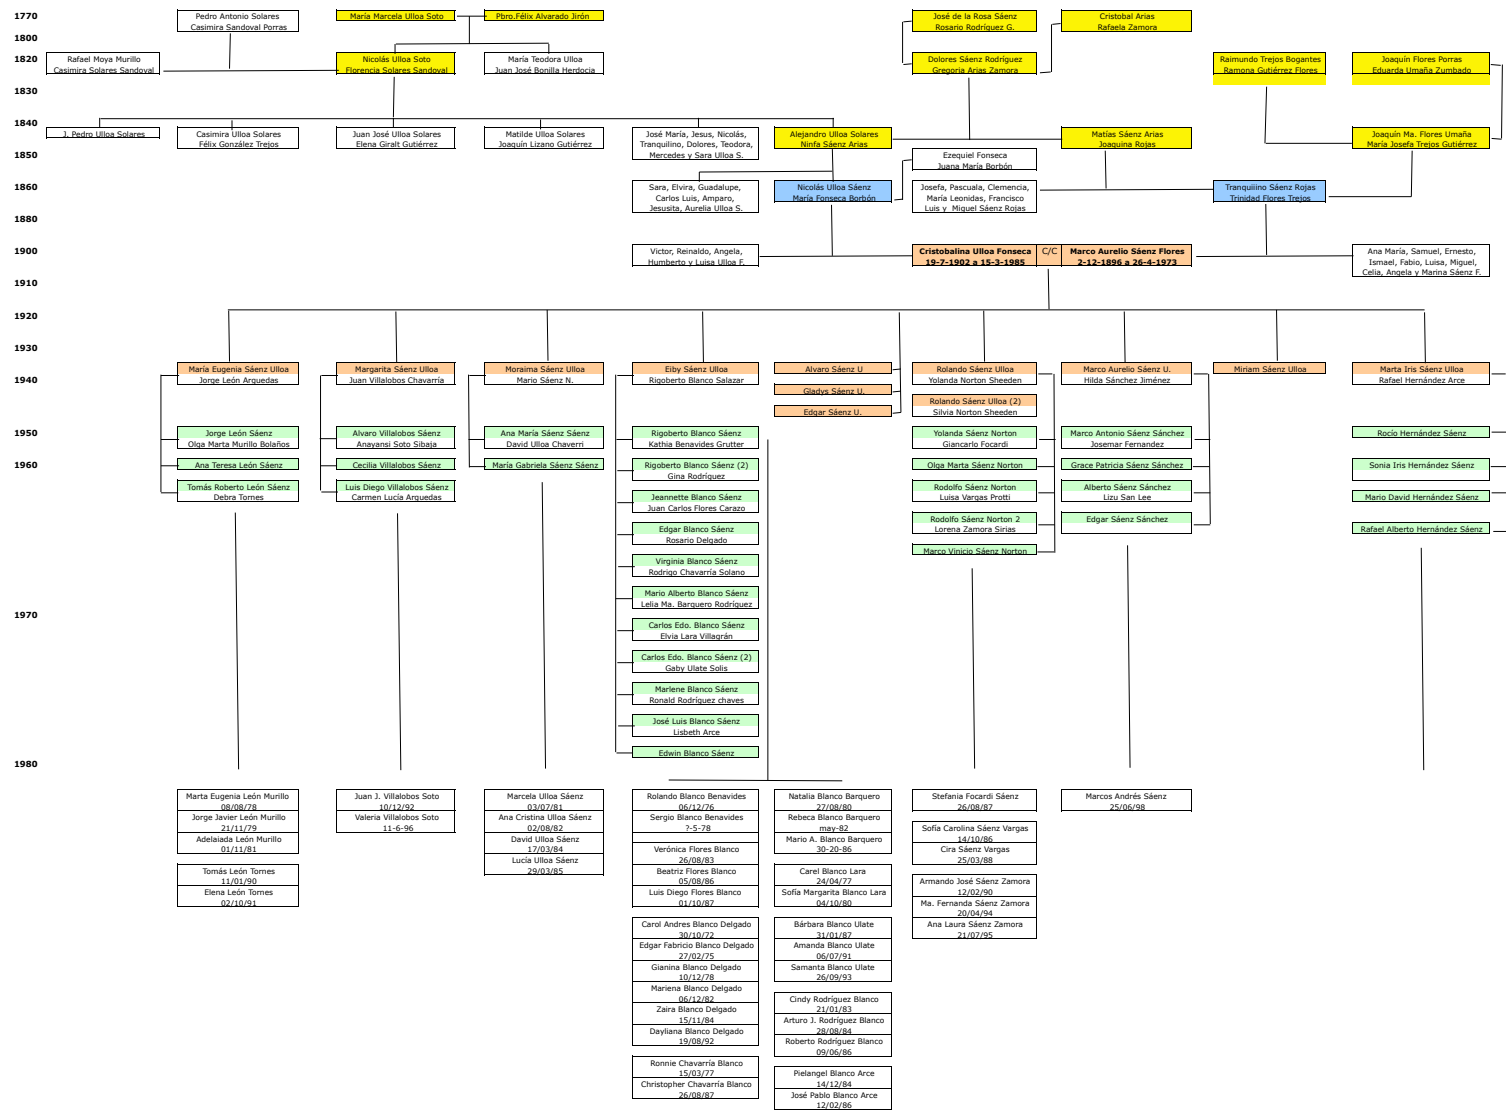 1770
Pedro Antonio Solares
Casimira Sandoval Porras
María Marcela Ulloa Soto
Pbro.Félix Alvarado Jirón
José de la Rosa Sáenz
Rosario Rodríguez G.
Cristobal Arias
Rafaela Zamora
1800
1820
Rafael Moya Murillo
Casimira Solares Sandoval
Nicolás Ulloa Soto
Florencia Solares Sandoval
María Teodora Ulloa
Juan José Bonilla Herdocia
Dolores Sáenz Rodríguez
Gregoria Arias Zamora
Raimundo Trejos Bogantes
Ramona Gutiérrez Flores
Joaquín Flores Porras
Eduarda Umaña Zumbado
1830
1840
J. Pedro Ulloa Solares
Casimira Ulloa Solares
Félix González Trejos
Juan José Ulloa Solares
Elena Giralt Gutiérrez
Matilde Ulloa Solares
Joaquín Lizano Gutiérrez
José María, Jesus, Nicolás,
Tranquilino, Dolores, Teodora,
Mercedes y Sara Ulloa S.
Alejandro Ulloa Solares
Ninfa Sáenz Arias
Matías Sáenz Arias
Joaquina Rojas
Joaquín Ma. Flores Umaña
María Josefa Trejos Gutiérrez
1850
Ezequiel Fonseca
Juana María Borbón
1860
Sara, Elvira, Guadalupe,
Carlos Luis, Amparo,
Jesusita, Aurelia Ulloa S.
Nicolás Ulloa Sáenz
María Fonseca Borbón
Josefa, Pascuala, Clemencia,
María Leonidas, Francisco
Luis y Miguel Sáenz Rojas
Tranquiiino Sáenz Rojas
Trinidad Flores Trejos
1880
1900
Victor, Reinaldo, Angela,
Humberto y Luisa Ulloa F.
Cristobalina Ulloa Fonseca
19-7-1902 a 15-3-1985
C/C
Marco Aurelio Sáenz Flores
2-12-1896 a 26-4-1973
Ana María, Samuel, Ernesto,
Ismael, Fabio, Luisa, Miguel,
Celia, Angela y Marina Sáenz F.
1910
1920
1930
1940
María Eugenia Sáenz Ulloa
Jorge León Arguedas
Margarita Sáenz Ulloa
Juan Villalobos Chavarría
Moraima Sáenz Ulloa
Mario Sáenz N.
Eiby Sáenz Ulloa
Rigoberto Blanco Salazar
Alvaro Sáenz U
Gladys Sáenz U.
Edgar Sáenz U.
Rolando Sáenz Ulloa
Yolanda Norton Sheeden
Rolando Sáenz Ulloa (2)
Silvia Norton Sheeden
Marco Aurelio Sáenz U.
Hilda Sánchez Jiménez
Miriam Sáenz Ulloa
Marta Iris Sáenz Ulloa
Rafael Hernández Arce
1950
1960
1970
1980
Jorge León Sáenz
Olga Marta Murillo Bolaños
Ana Teresa León Sáenz
Tomás Roberto León Sáenz
Debra Tornes
Alvaro Villalobos Sáenz
Anayansi Soto Sibaja
Cecilia Villalobos Sáenz
Luis Diego Villalobos Sáenz
Carmen Lucía Arguedas
Ana María Sáenz Sáenz
David Ulloa Chaverri
María Gabriela Sáenz Sáenz
Rigoberto Blanco Sáenz
Kathia Benavides Grutter
Rigoberto Blanco Sáenz (2)
Gina Rodríguez
Jeannette Blanco Sáenz
Juan Carlos Flores Carazo
Edgar Blanco Sáenz
Rosario Delgado
Virginia Blanco Sáenz
Rodrigo Chavarría Solano
Mario Alberto Blanco Sáenz
Lelia Ma. Barquero Rodríguez
Carlos Edo. Blanco Sáenz
Elvia Lara Villagrán
Carlos Edo. Blanco Sáenz (2)
Gaby Ulate Solis
Marlene Blanco Sáenz
Ronald Rodríguez chaves
José Luis Blanco Sáenz
Lisbeth Arce
Edwin Blanco Sáenz
Yolanda Sáenz Norton
Giancarlo Focardi
Olga Marta Sáenz Norton
Rodolfo Sáenz Norton
Luisa Vargas Protti
Rodolfo Sáenz Norton 2
Lorena Zamora Sirias
Marco Vinicio Sáenz Norton
Marco Antonio Sáenz Sánchez
Josemar Fernandez
Grace Patricia Sáenz Sánchez
Alberto Sáenz Sánchez
Lizu San Lee
Edgar Sáenz Sánchez
Rocío Hernández Sáenz
Sonia Iris Hernández Sáenz
Mario David Hernández Sáenz
Rafael Alberto Hernández Sáenz
Marta Eugenia León Murillo
08/08/78
Jorge Javier León Murillo
21/11/79
Adelaiada León Murillo
01/11/81
Tomás León Tornes
11/01/90
Elena León Tornes
02/10/91
Juan J. Villalobos Soto
10/12/92
Valeria Villalobos Soto
11-6-96
Marcela Ulloa Sáenz
03/07/81
Ana Cristina Ulloa Sáenz
02/08/82
David Ulloa Sáenz
17/03/84
Lucía Ulloa Sáenz
29/03/85
Rolando Blanco Benavides
06/12/76
Sergio Blanco Benavides
?-5-78
Verónica Flores Blanco
26/08/83
Beatriz Flores Blanco
05/08/86
Luis Diego Flores Blanco
01/10/87
Carol Andres Blanco Delgado
30/10/72
Edgar Fabricio Blanco Delgado
27/02/75
Gianina Blanco Delgado
10/12/78
Mariena Blanco Delgado
06/12/82
Zaira Blanco Delgado
15/11/84
Dayliana Blanco Delgado
19/08/92
Ronnie Chavarría Blanco
15/03/77
Christopher Chavarría Blanco
26/08/87
Natalia Blanco Barquero
27/08/80
Rebeca Blanco Barquero
may-82
Mario A. Blanco Barquero
30-20-86
Carel Blanco Lara
24/04/77
Sofía Margarita Blanco Lara
04/10/80
Bárbara Blanco Ulate
31/01/87
Amanda Blanco Ulate
06/07/91
Samanta Blanco Ulate
26/09/93
Cindy Rodríguez Blanco
21/01/83
Arturo J. Rodríguez Blanco
28/08/84
Roberto Rodríguez Blanco
09/06/86
Pielangel Blanco Arce
14/12/84
José Pablo Blanco Arce
12/02/86
Stefania Focardi Sáenz
26/08/87
Sofía Carolina Sáenz Vargas
14/10/86
Cira Sáenz Vargas
25/03/88
Armando José Sáenz Zamora
12/02/90
Ma. Fernanda Sáenz Zamora
20/04/94
Ana Laura Sáenz Zamora
21/07/95
Marcos Andrés Sáenz
25/06/98